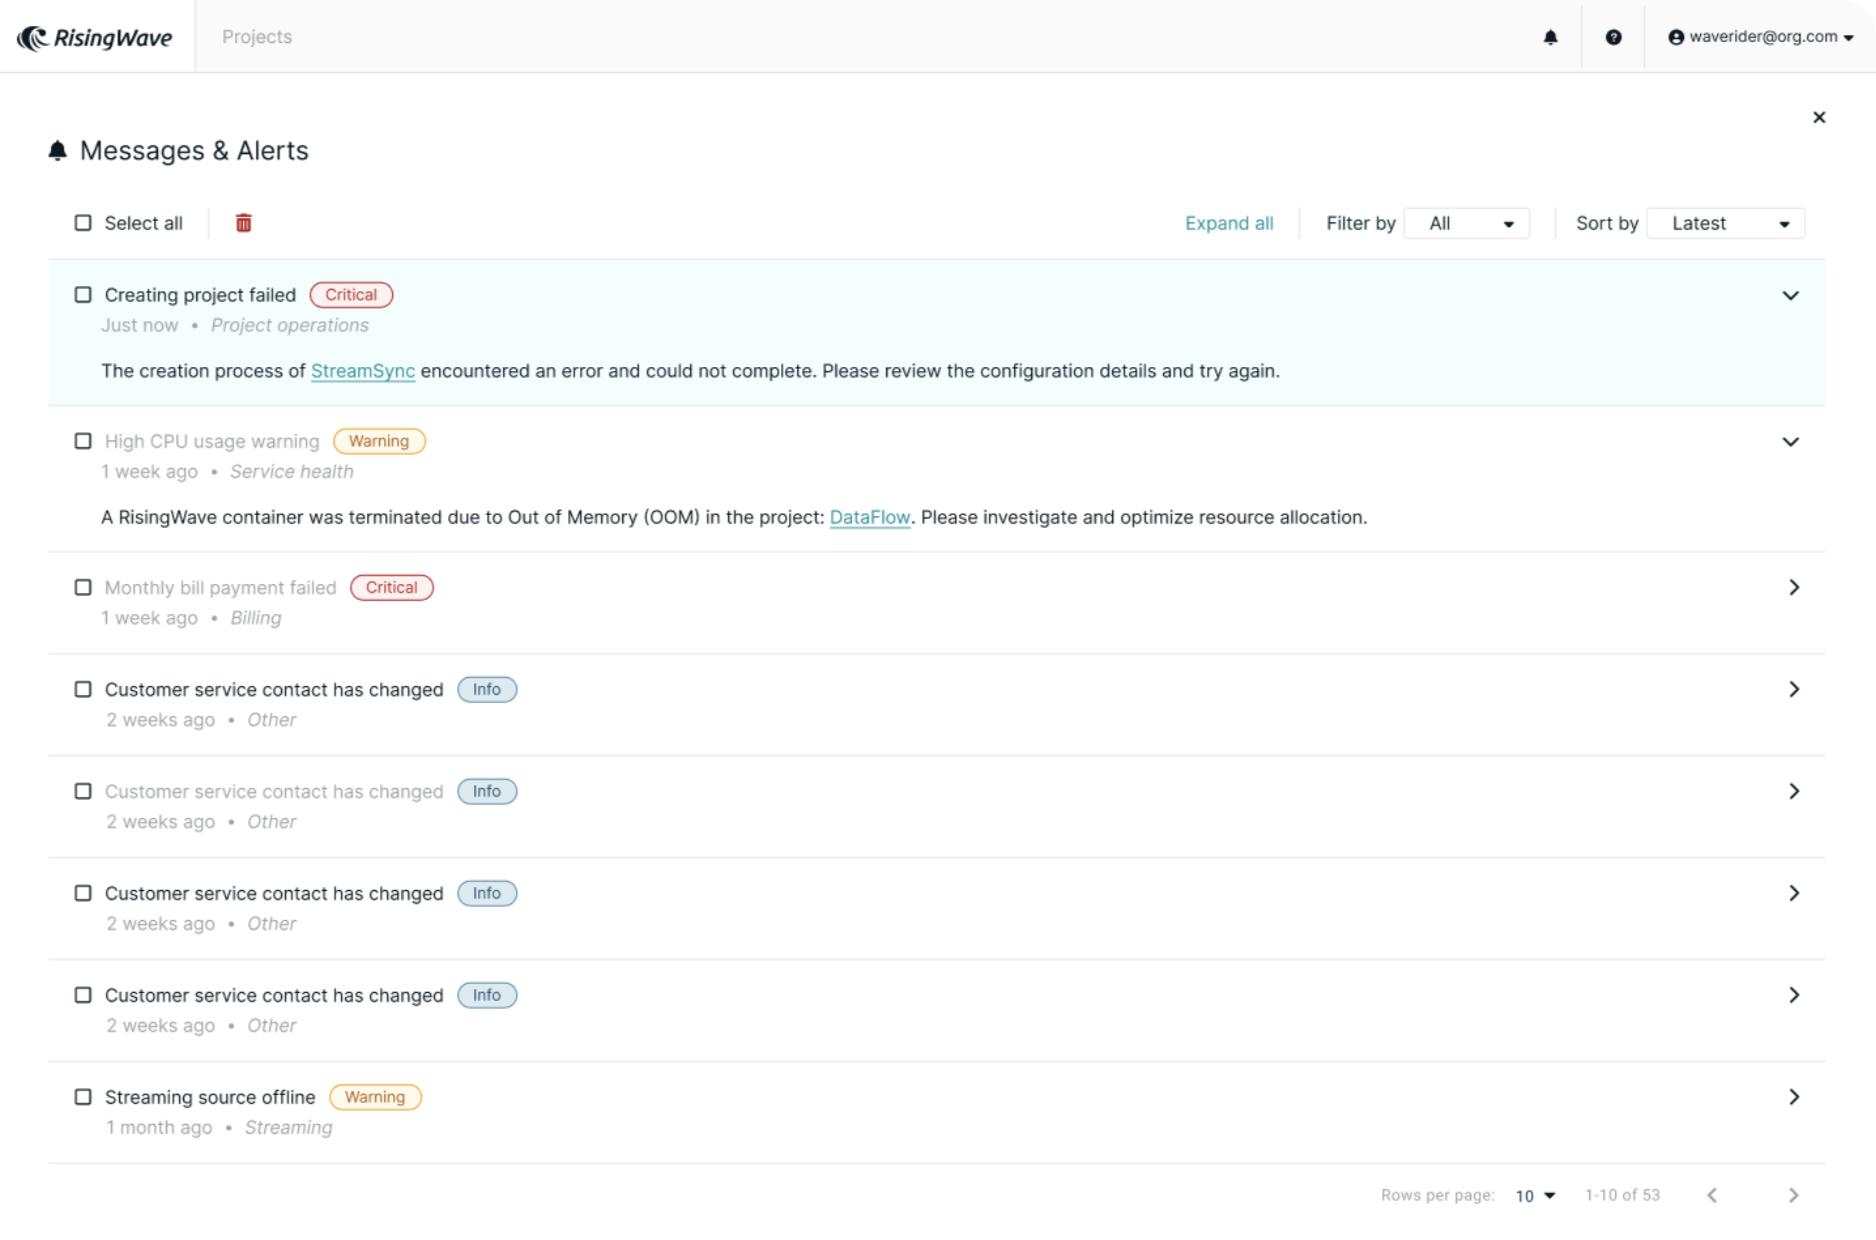 RisingWave Projects waverider@org.com
Messages & Alerts
Select all Expand all Filter by All Sort by Latest
Creating project failed Critical
Just now • Project operations
The creation process of StreamSync encountered an error and could not complete. Please review the configuration details and try again.
High CPU usage warning Warning
1 week ago • Service health
A RisingWave container was terminated due to Out of Memory (OOM) in the project: DataFlow. Please investigate and optimize resource allocation.
Monthly bill payment failed Critical
1 week ago • Billing
Customer service contact has changed Info
2 weeks ago • Other
Customer service contact has changed Info
2 weeks ago • Other
Customer service contact has changed Info
2 weeks ago • Other
Customer service contact has changed Info
2 weeks ago • Other
Streaming source offline Warning
1 month ago • Streaming
Rows per page: 10 1-10 of 53